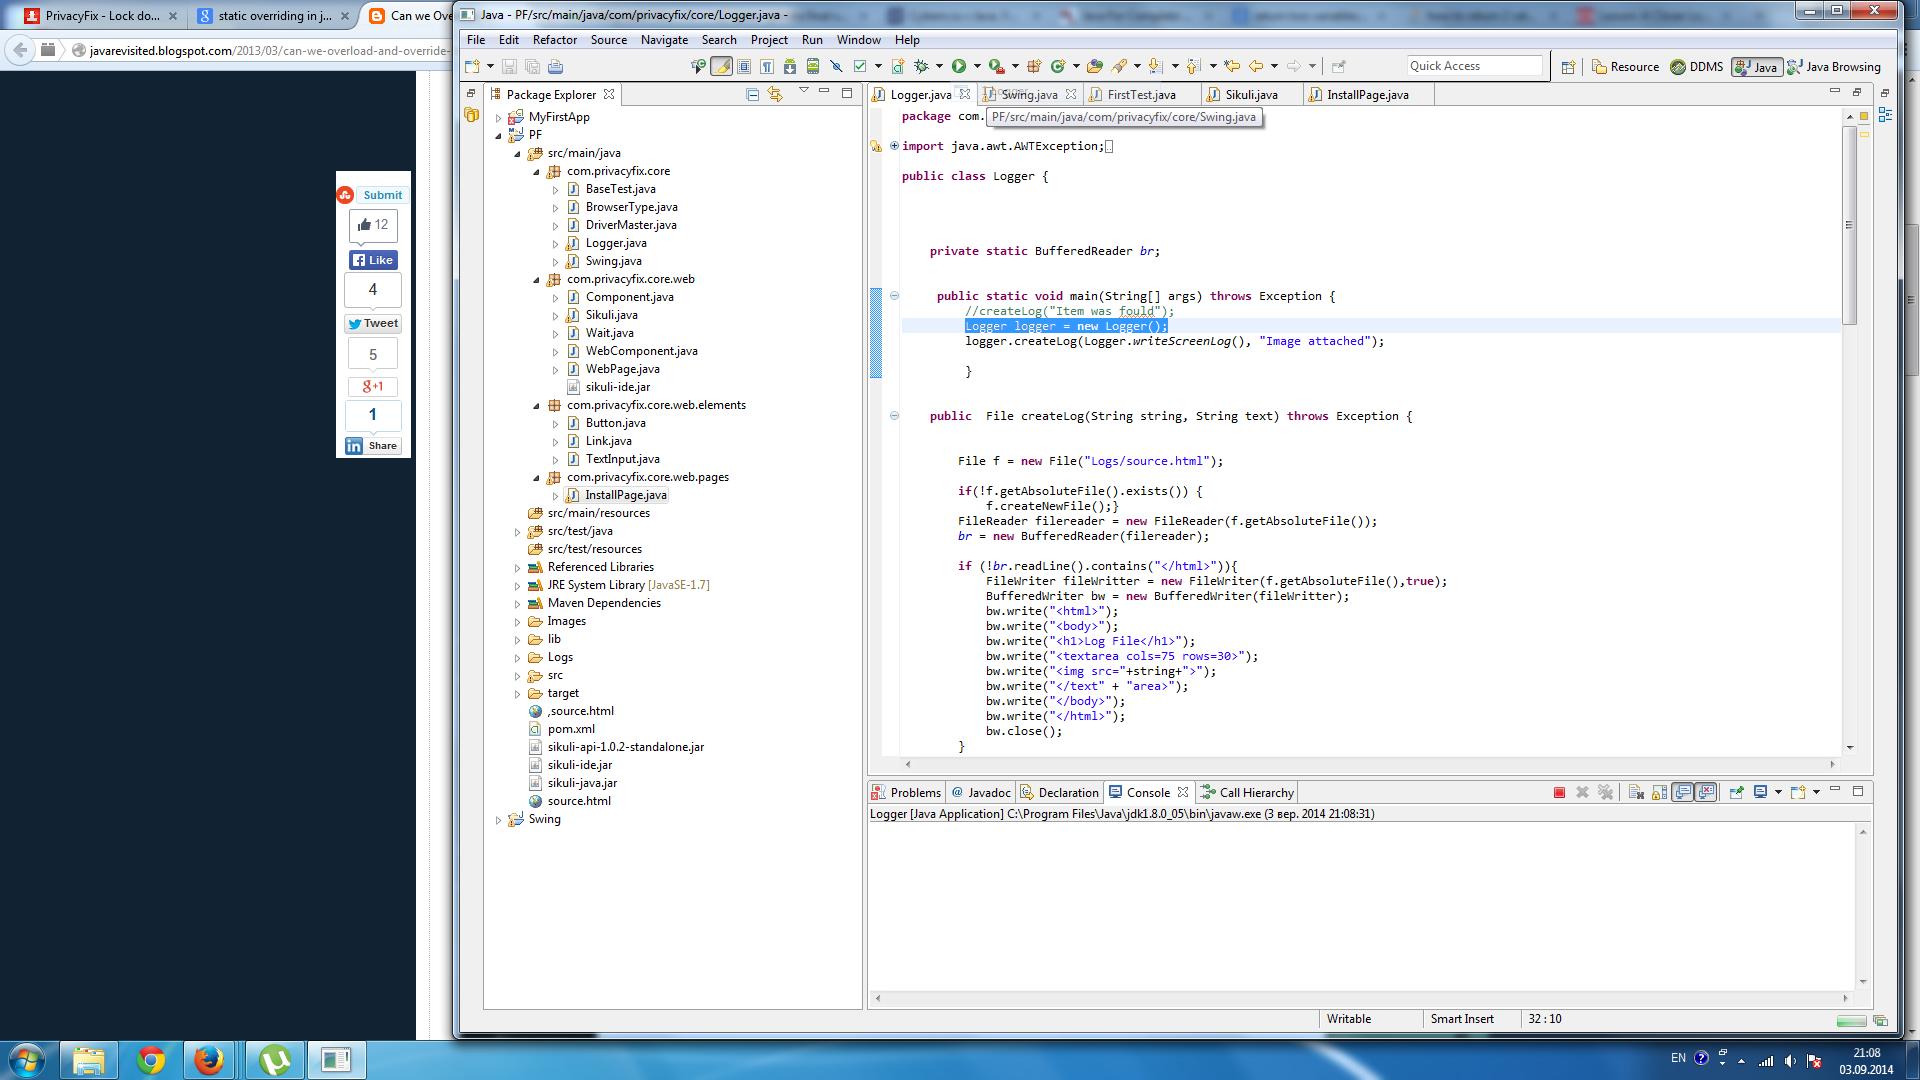 PrivacyFix - Lock do...
static overriding in j...
Can we Ove
javarevisited.blogspot.com/2013/03/can-we-overload-and-override-
Submit
12
Like
4
Tweet
5
g+1
1
in Share
Java - PF/src/main/java/com/privacyfix/core/Logger.java -
File Edit Refactor Source Navigate Search Project Run Window Help
Quick Access
Resource DDMS Java Java Browsing
Package Explorer
MyFirstApp
PF
src/main/java
com.privacyfix.core
BaseTest.java
BrowserType.java
DriverMaster.java
Logger.java
Swing.java
com.privacyfix.core.web
Component.java
Sikuli.java
Wait.java
WebComponent.java
WebPage.java
sikuli-ide.jar
com.privacyfix.core.web.elements
Button.java
Link.java
TextInput.java
com.privacyfix.core.web.pages
InstallPage.java
src/main/resources
src/test/java
src/test/resources
Referenced Libraries
JRE System Library [JavaSE-1.7]
Maven Dependencies
Images
lib
Logs
src
target
,source.html
pom.xml
sikuli-api-1.0.2-standalone.jar
sikuli-ide.jar
sikuli-java.jar
source.html
Swing
Logger.java Swing.java FirstTest.java Sikuli.java InstallPage.java
package com.
PF/src/main/java/com/privacyfix/core/Swing.java
import java.awt.AWTException;
public class Logger {
private static BufferedReader br;
public static void main(String[] args) throws Exception {
//createLog("Item was fould");
Logger logger = new Logger();
logger.createLog(Logger.writeScreenLog(), "Image attached");
}
public  File createLog(String string, String text) throws Exception {
File f = new File("Logs/source.html");
if(!f.getAbsoluteFile().exists()) {
f.createNewFile();}
FileReader filereader = new FileReader(f.getAbsoluteFile());
br = new BufferedReader(filereader);
if (!br.readLine().contains("</html>")){
FileWriter fileWritter = new FileWriter(f.getAbsoluteFile(),true);
BufferedWriter bw = new BufferedWriter(fileWritter);
bw.write("<html>");
bw.write("<body>");
bw.write("<h1>Log File</h1>");
bw.write("<textarea cols=75 rows=30>");
bw.write("<img src="+string+">");
bw.write("</text" + "area>");
bw.write("</body>");
bw.write("</html>");
bw.close();
}
Problems @ Javadoc Declaration Console Call Hierarchy
Logger [Java Application] C:\Program Files\Java\jdk1.8.0_05\bin\javaw.exe (3 вер. 2014 21:08:31)
Writable Smart Insert 32 : 10
EN
21:08
03.09.2014